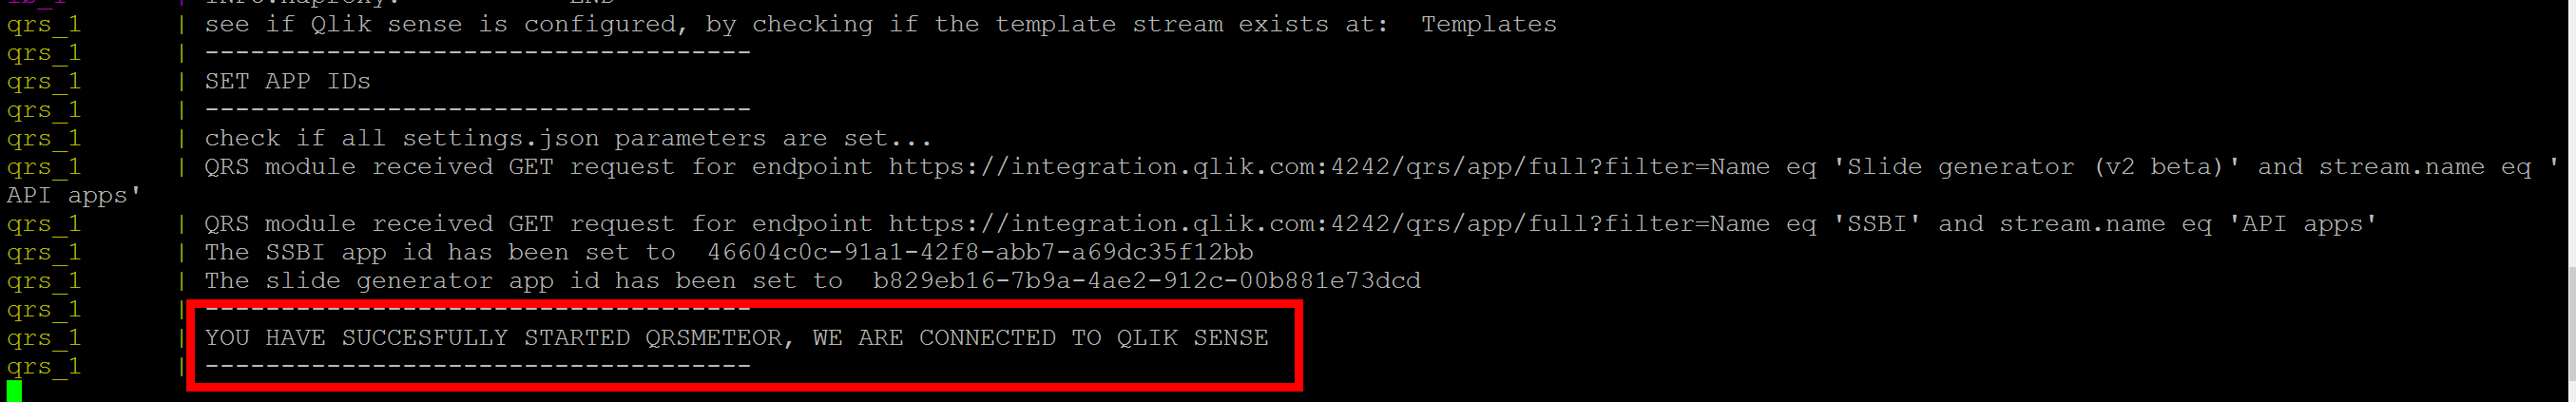 qrs_1 | see if Qlik sense is configured, by checking if the template stream exists at: Templates
qrs_1 | ------------------------------------
qrs_1 | SET APP IDs
qrs_1 | ------------------------------------
qrs_1 | check if all settings.json parameters are set...
qrs_1 | QRS module received GET request for endpoint https://integration.qlik.com:4242/qrs/app/full?filter=Name eq 'Slide generator (v2 beta)' and stream.name eq '
API apps'
qrs_1 | QRS module received GET request for endpoint https://integration.qlik.com:4242/qrs/app/full?filter=Name eq 'SSBI' and stream.name eq 'API apps'
qrs_1 | The SSBI app id has been set to 46604c0c-91a1-42f8-abb7-a69dc35f12bb
qrs_1 | The slide generator app id has been set to b829eb16-7b9a-4ae2-912c-00b881e73dcd
qrs_1 | ------------------------------------
qrs_1 | YOU HAVE SUCCESFULLY STARTED QRSMETEOR, WE ARE CONNECTED TO QLIK SENSE
qrs_1 | ------------------------------------